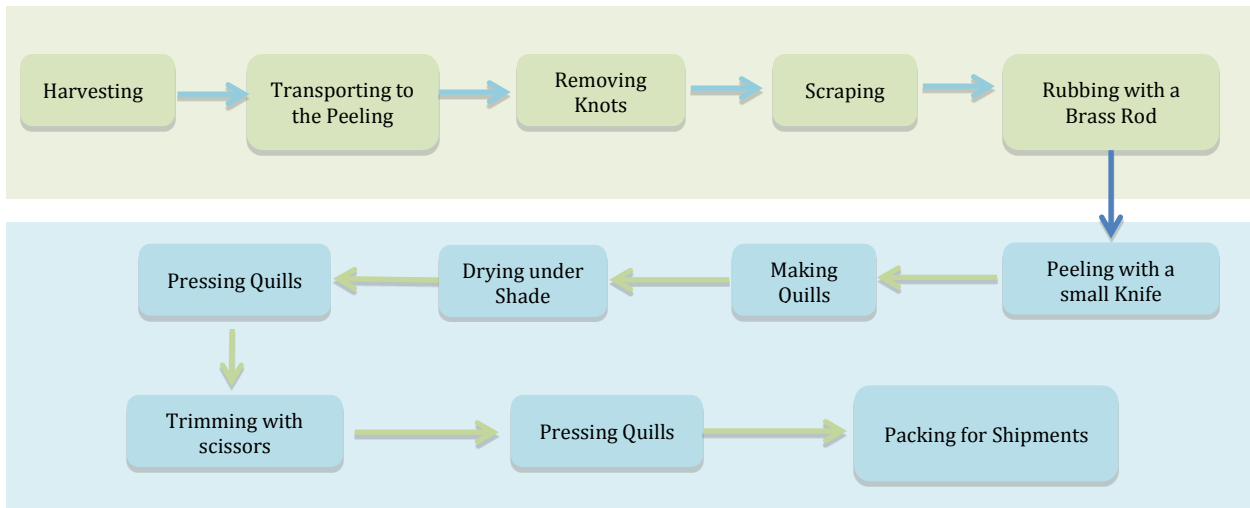 Harvesting
Transporting to
the Peeling
Removing
Knots
Scraping
Rubbing with a
Brass Rod
Peeling with a
small Knife
Making
Quills
Drying under
Shade
Pressing Quills
Trimming with
scissors
Pressing Quills
Packing for Shipments